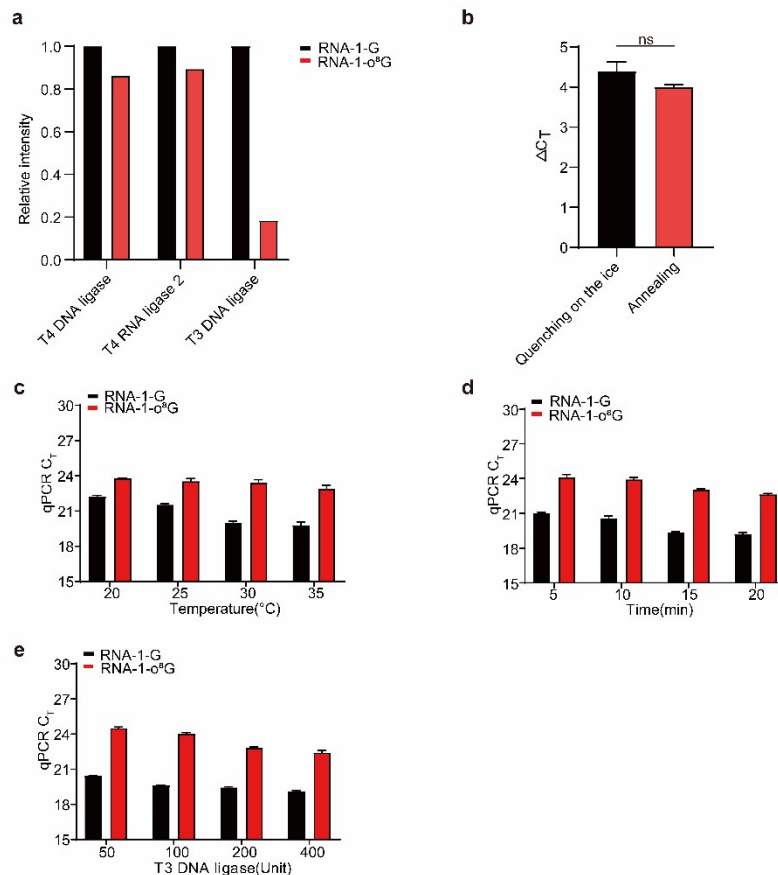 a
RNA-1-G
RNA-1-o⁸G
Relative intensity
1.0
0.8
0.6
0.4
0.2
0.0
T4 DNA ligase
T4 RNA ligase 2
T3 DNA ligase
b
ns
ΔCT
5
4
3
2
1
0
Quenching on the ice
Annealing
c
RNA-1-G
RNA-1-o⁸G
qPCR CT
30
27
24
21
18
15
20 25 30 35
Temperature(°C)
d
RNA-1-G
RNA-1-o⁸G
qPCR CT
30
27
24
21
18
15
5 10 15 20
Time(min)
e
RNA-1-G
RNA-1-o⁸G
qPCR CT
30
27
24
21
18
15
50 100 200 400
T3 DNA ligase(Unit)